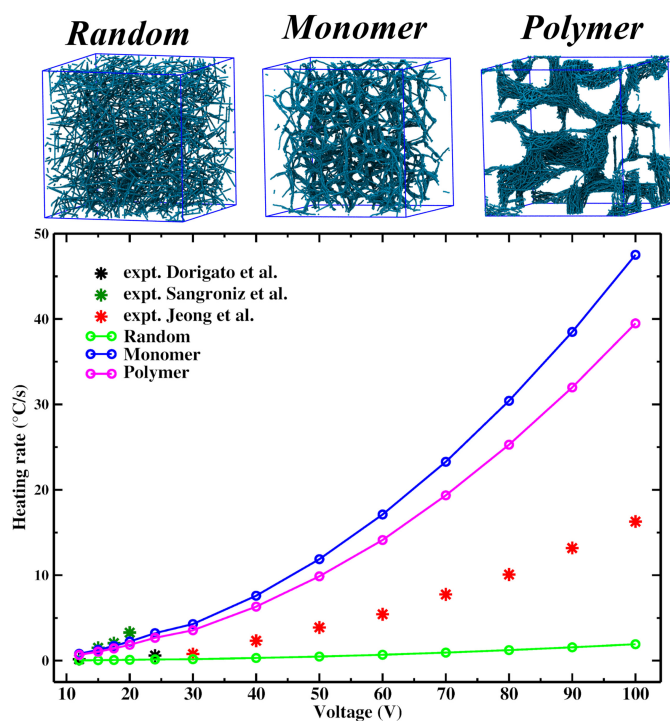 Random Monomer Polymer
50
expt. Dorigato et al.
expt. Sangroniz et al.
expt. Jeong et al.
Random
Monomer
Polymer
40
30
20
10
0
Heating rate (°C/s)
10 20 30 40 50 60 70 80 90 100
Voltage (V)